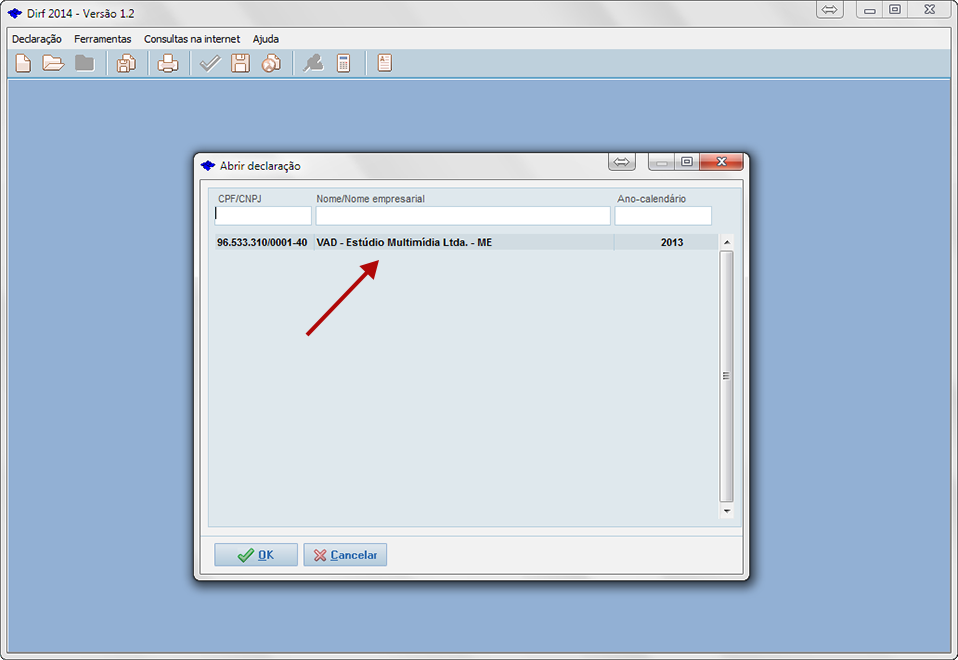 Dirf 2014 - Versão 1.2
Declaração Ferramentas Consultas na internet Ajuda
Abrir declaração
CPF/CNPJ Nome/Nome empresarial Ano-calendário
96.533.310/0001-40 VAD - Estúdio Multimídia Ltda. - ME 2013
OK Cancelar